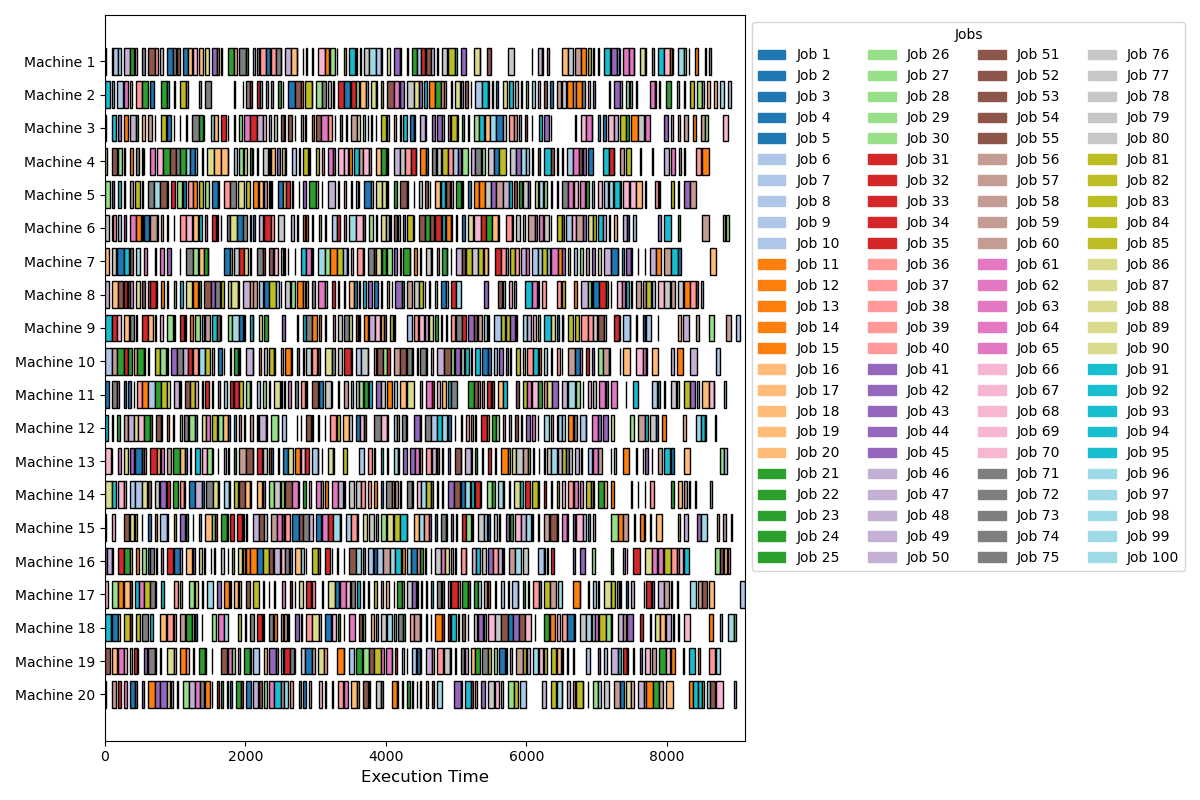 Machine 1
Machine 2
Machine 3
Machine 4
Machine 5
Machine 6
Machine 7
Machine 8
Machine 9
Machine 10
Machine 11
Machine 12
Machine 13
Machine 14
Machine 15
Machine 16
Machine 17
Machine 18
Machine 19
Machine 20
0 2000 4000 6000 8000
Execution Time
Jobs
Job 1 Job 26 Job 51 Job 76
Job 2 Job 27 Job 52 Job 77
Job 3 Job 28 Job 53 Job 78
Job 4 Job 29 Job 54 Job 79
Job 5 Job 30 Job 55 Job 80
Job 6 Job 31 Job 56 Job 81
Job 7 Job 32 Job 57 Job 82
Job 8 Job 33 Job 58 Job 83
Job 9 Job 34 Job 59 Job 84
Job 10 Job 35 Job 60 Job 85
Job 11 Job 36 Job 61 Job 86
Job 12 Job 37 Job 62 Job 87
Job 13 Job 38 Job 63 Job 88
Job 14 Job 39 Job 64 Job 89
Job 15 Job 40 Job 65 Job 90
Job 16 Job 41 Job 66 Job 91
Job 17 Job 42 Job 67 Job 92
Job 18 Job 43 Job 68 Job 93
Job 19 Job 44 Job 69 Job 94
Job 20 Job 45 Job 70 Job 95
Job 21 Job 46 Job 71 Job 96
Job 22 Job 47 Job 72 Job 97
Job 23 Job 48 Job 73 Job 98
Job 24 Job 49 Job 74 Job 99
Job 25 Job 50 Job 75 Job 100